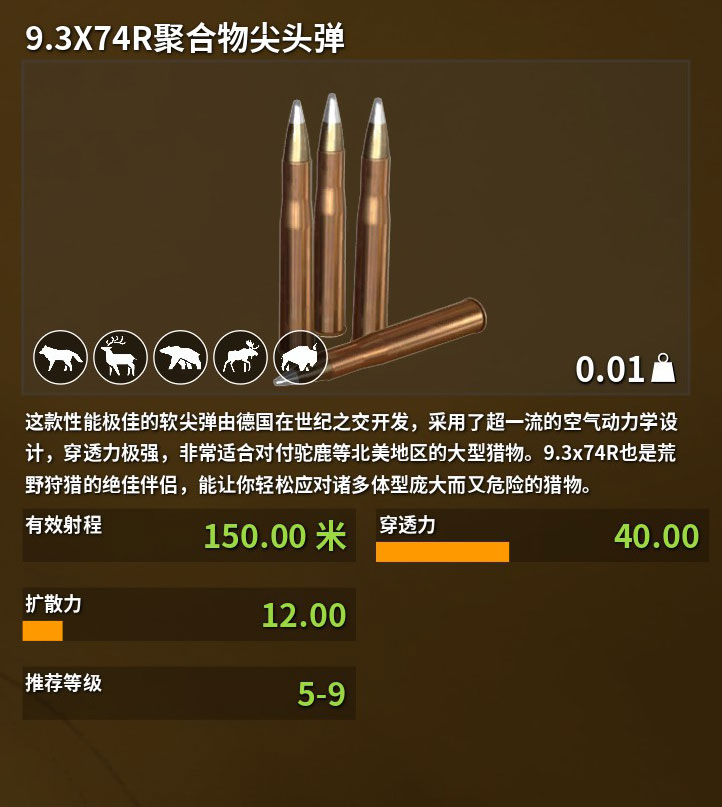 9.3X74R聚合物尖头弹
0.01
这款性能极佳的软尖弹由德国在世纪之交开发，采用了超一流的空气动力学设
计，穿透力极强，非常适合对付驼鹿等北美地区的大型猎物。9.3x74R也是荒
野狩猎的绝佳伴侣，能让你轻松应对诸多体型庞大而又危险的猎物。
有效射程
150.00 米
穿透力
40.00
扩散力
12.00
推荐等级
5-9